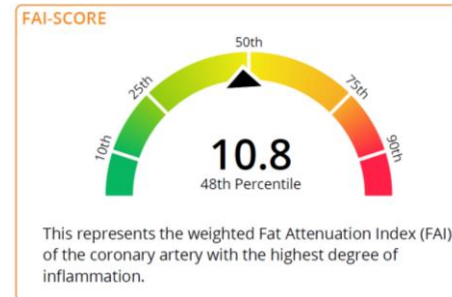 FAI-SCORE
50th
25th
75th
10th
90th
10.8
48th Percentile
This represents the weighted Fat Attenuation Index (FAI)
of the coronary artery with the highest degree of
inflammation.